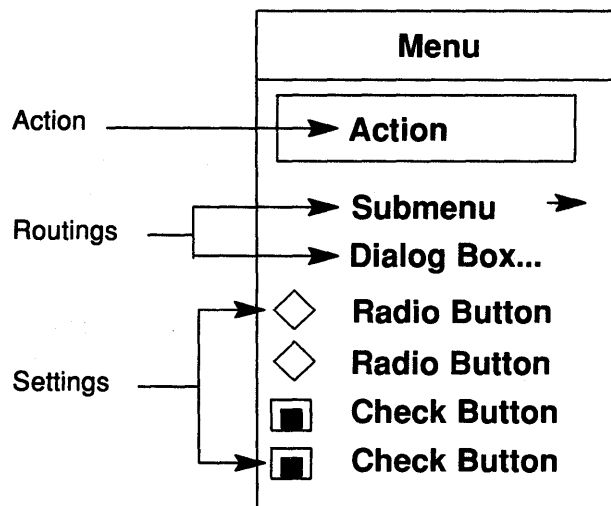 Menu
Action
Action
Submenu
Routings
Dialog Box...
Radio Button
Radio Button
Settings
Check Button
Check Button